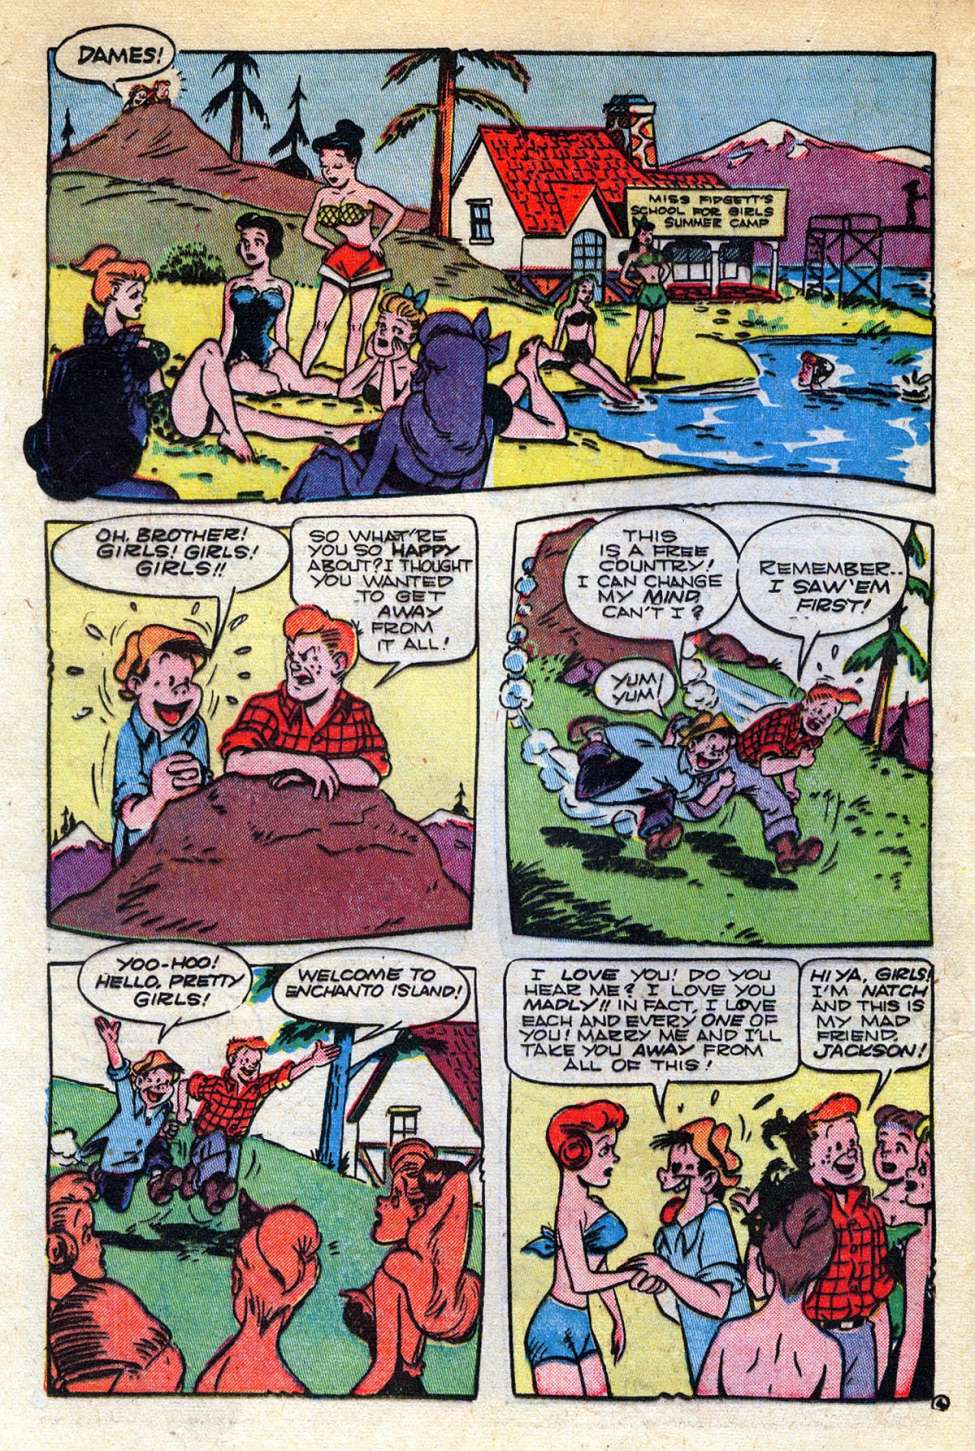 DAMES!
MISS FIDGETT'S
SCHOOL FOR GIRLS
SUMMER CAMP
OH, BROTHER!
GIRLS! GIRLS!
GIRLS!!
SO WHAT'RE
YOU SO HAPPY
ABOUT? I THOUGHT
YOU WANTED
TO GET
AWAY
FROM
IT ALL!
THIS
IS A FREE
COUNTRY!
I CAN CHANGE
MY MIND
CAN'T I?
YUM!
YUM!
REMEMBER..
I SAW 'EM
FIRST!
YOO-HOO!
HELLO, PRETTY
GIRLS!
WELCOME TO
ENCHANTO ISLAND!
I LOVE YOU! DO YOU
HEAR ME? I LOVE YOU
MADLY!! IN FACT, I LOVE
EACH AND EVERY ONE OF
YOU! MARRY ME AND I'LL
TAKE YOU AWAY FROM
ALL OF THIS!
HI YA, GIRLS!
I'M NATCH
AND THIS IS
MY MAD
FRIEND,
JACKSON!
4